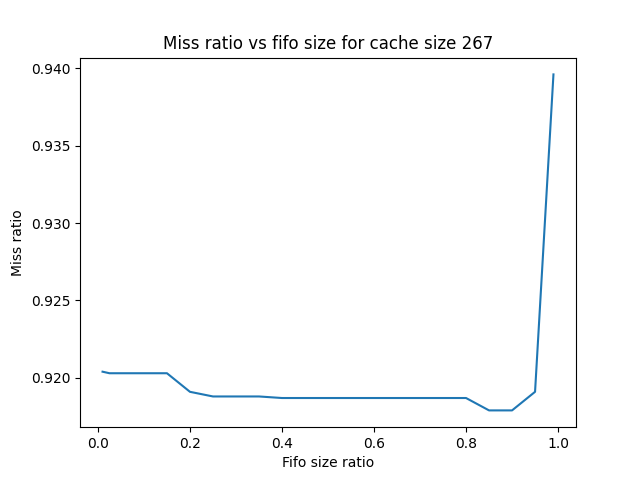 Miss ratio vs fifo size for cache size 267
0.940
0.935
0.930
0.925
0.920
Miss ratio
0.0 0.2 0.4 0.6 0.8 1.0
Fifo size ratio